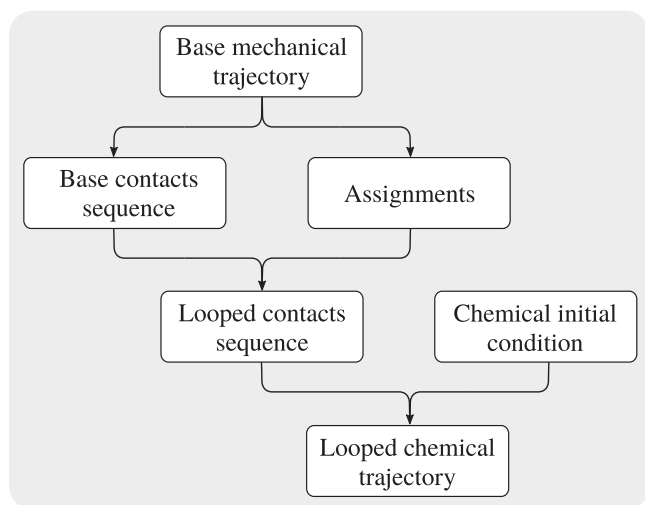 Base mechanical
trajectory
Base contacts
sequence
Assignments
Looped contacts
sequence
Chemical initial
condition
Looped chemical
trajectory